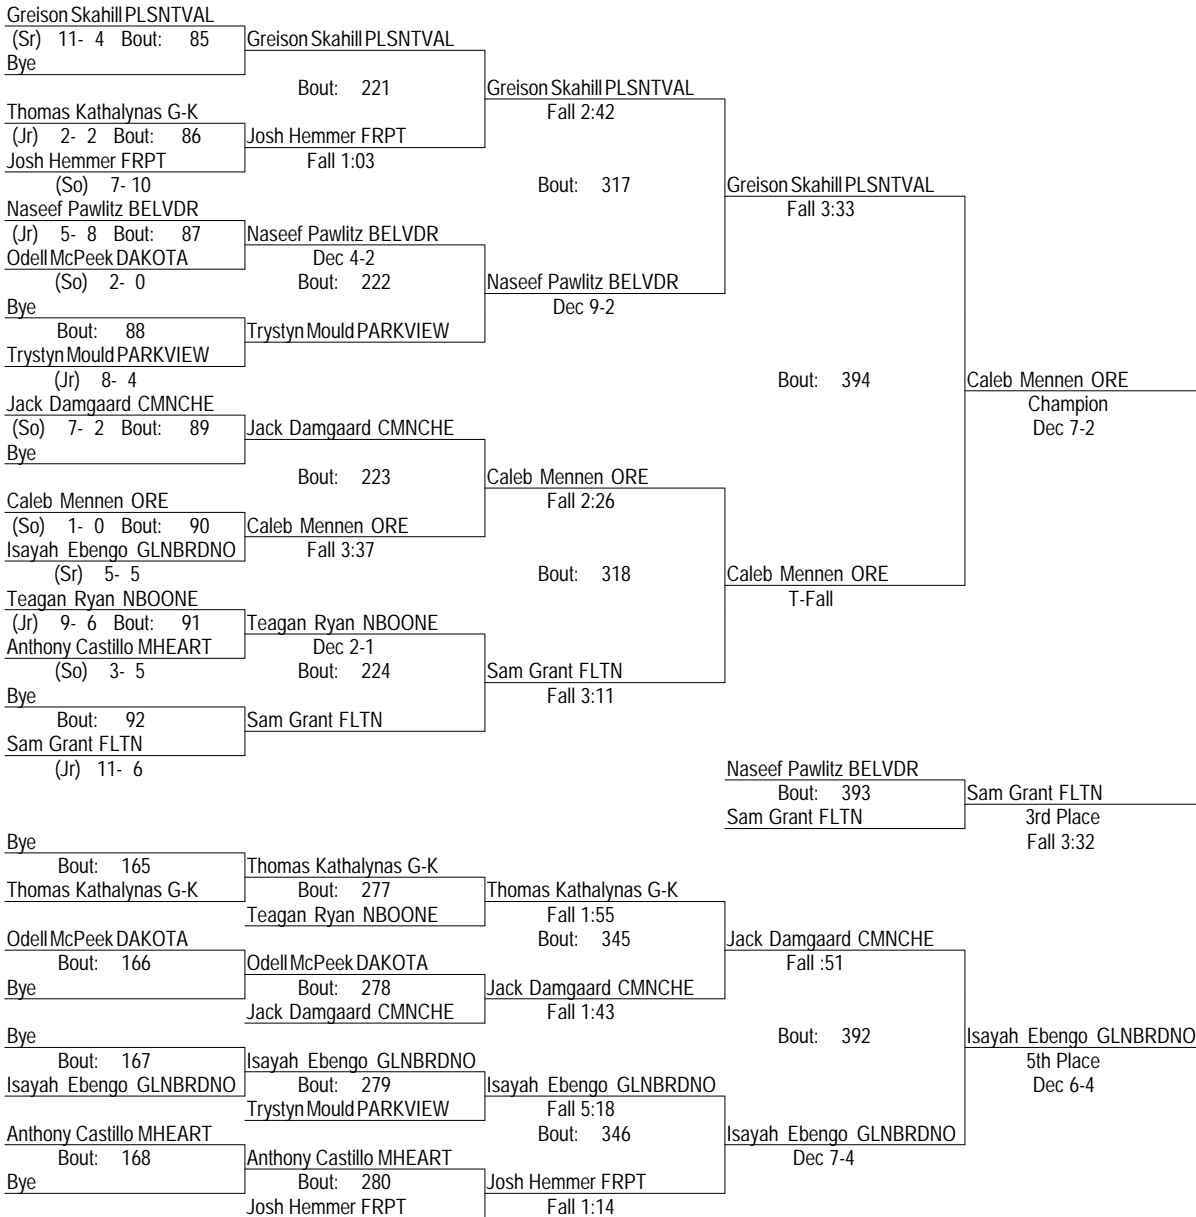 Greison Skahill PLSNTVAL
(Sr) 11- 4 Bout: 85 Greison Skahill PLSNTVAL
Bye
Bout: 221 Greison Skahill PLSNTVAL
Thomas Kathalynas G-K Fall 2:42
(Jr) 2- 2 Bout: 86 Josh Hemmer FRPT
Josh Hemmer FRPT Fall 1:03
(So) 7- 10 Bout: 317 Greison Skahill PLSNTVAL
Naseef Pawlitz BELVDR Fall 3:33
(Jr) 5- 8 Bout: 87 Naseef Pawlitz BELVDR
Odell McPeek DAKOTA Dec 4-2
(So) 2- 0 Bout: 222 Naseef Pawlitz BELVDR
Bye Dec 9-2
Bout: 88 Trystyn Mould PARKVIEW
Trystyn Mould PARKVIEW
(Jr) 8- 4 Bout: 394 Caleb Mennen ORE
Jack Damgaard CMNCHE Champion
(So) 7- 2 Bout: 89 Jack Damgaard CMNCHE Dec 7-2
Bye
Bout: 223 Caleb Mennen ORE
Caleb Mennen ORE Fall 2:26
(So) 1- 0 Bout: 90 Caleb Mennen ORE
Isayah Ebengo GLNBRDNO Fall 3:37
(Sr) 5- 5 Bout: 318 Caleb Mennen ORE
Teagan Ryan NBOONE T-Fall
(Jr) 9- 6 Bout: 91 Teagan Ryan NBOONE
Anthony Castillo MHEART Dec 2-1
(So) 3- 5 Bout: 224 Sam Grant FLTN
Bye Fall 3:11
Bout: 92 Sam Grant FLTN
Sam Grant FLTN
(Jr) 11- 6 Naseef Pawlitz BELVDR
Bout: 393 Sam Grant FLTN
Sam Grant FLTN 3rd Place
Bye Fall 3:32
Bout: 165 Thomas Kathalynas G-K
Thomas Kathalynas G-K Bout: 277 Thomas Kathalynas G-K
Teagan Ryan NBOONE Fall 1:55
Odell McPeek DAKOTA Bout: 345 Jack Damgaard CMNCHE
Bout: 166 Odell McPeek DAKOTA Fall :51
Bye Bout: 278 Jack Damgaard CMNCHE
Jack Damgaard CMNCHE Fall 1:43
Bye Bout: 392 Isayah Ebengo GLNBRDNO
Bout: 167 Isayah Ebengo GLNBRDNO 5th Place
Isayah Ebengo GLNBRDNO Bout: 279 Isayah Ebengo GLNBRDNO Dec 6-4
Trystyn Mould PARKVIEW Fall 5:18
Anthony Castillo MHEART Bout: 346 Isayah Ebengo GLNBRDNO
Bout: 168 Anthony Castillo MHEART Dec 7-4
Bye Bout: 280 Josh Hemmer FRPT
Josh Hemmer FRPT Fall 1:14